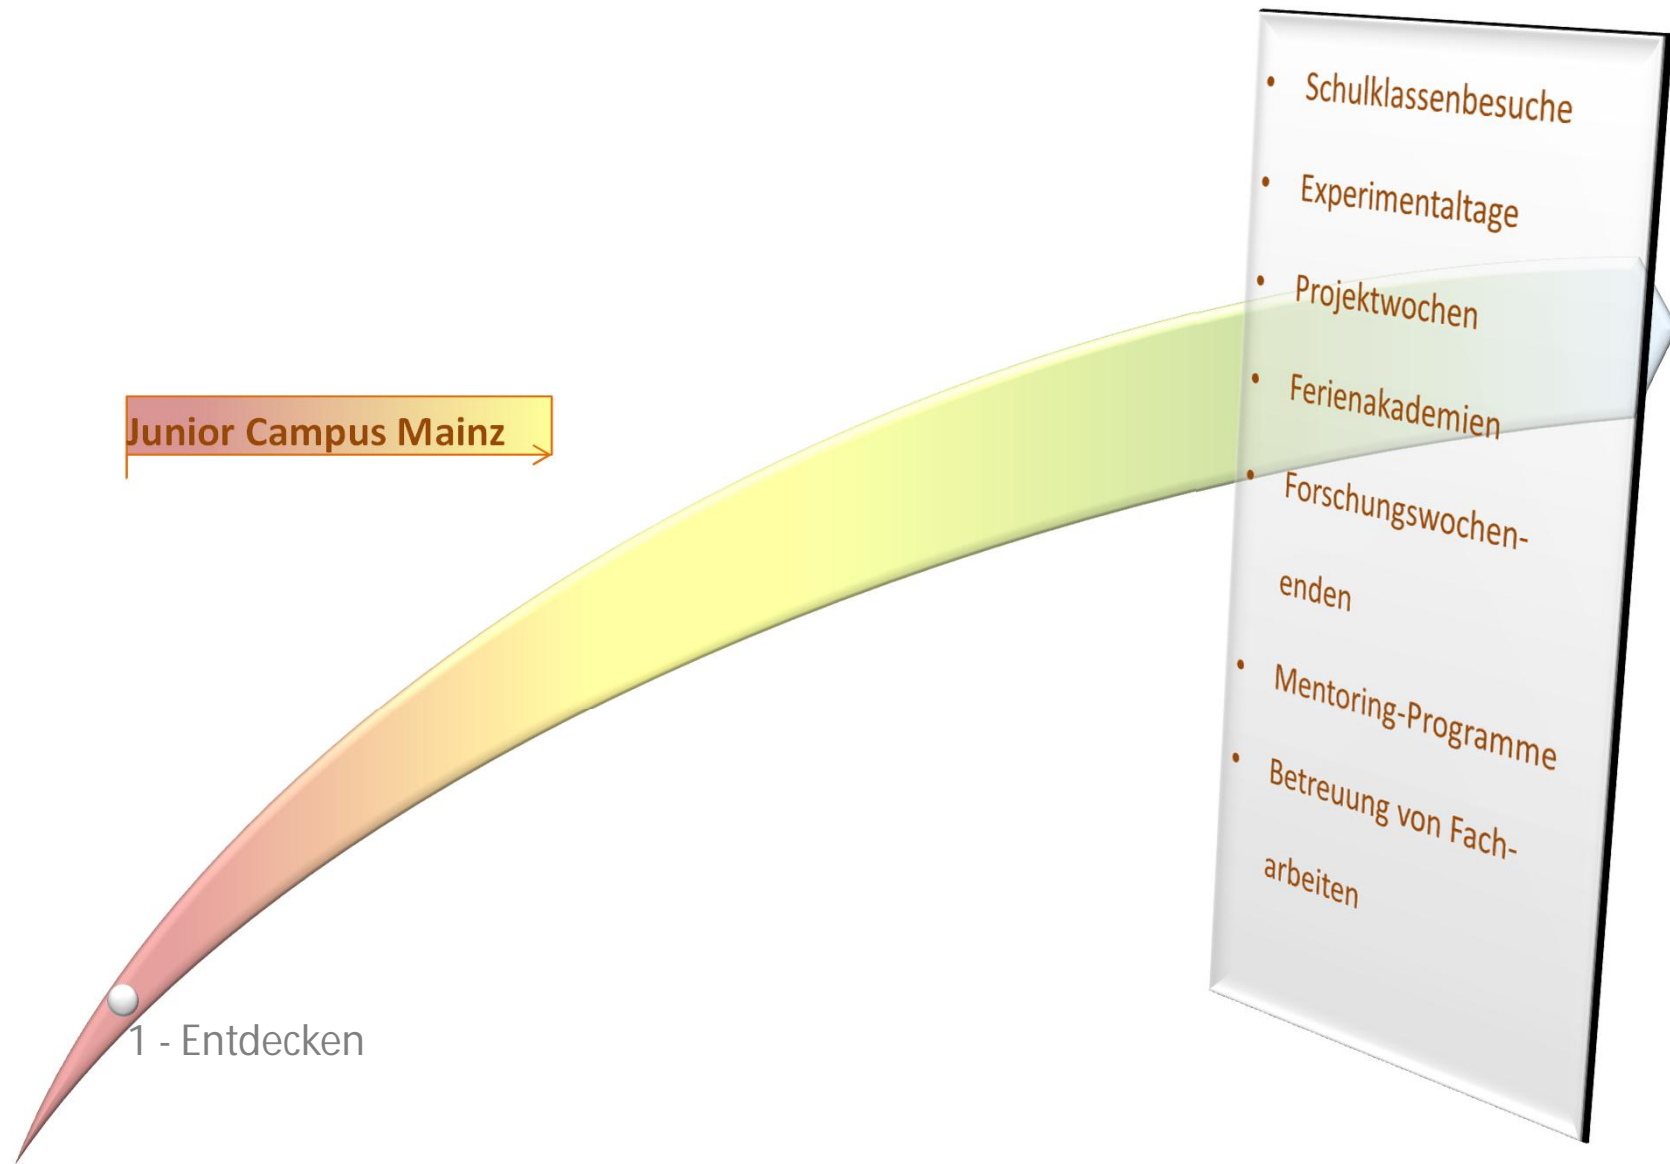 Junior Campus Mainz
1 - Entdecken
• Schulklassenbesuche
• Experimentaltage
• Projektwochen
• Ferienakademien
• Forschungswochen-
enden
• Mentoring-Programme
• Betreuung von Fach-
arbeiten